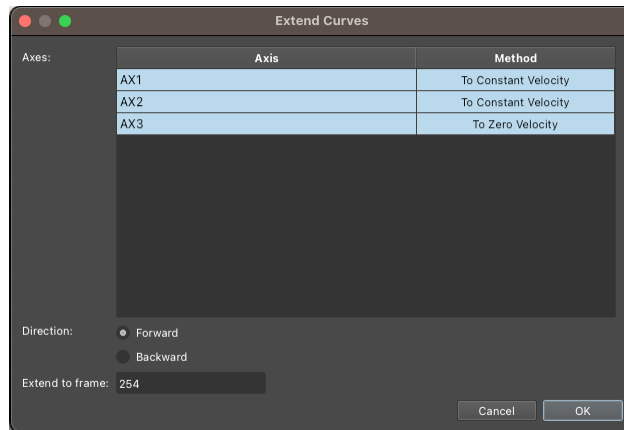 Extend Curves
Axes:
Axis Method
AX1 To Constant Velocity
AX2 To Constant Velocity
AX3 To Zero Velocity
Direction: Forward
Backward
Extend to frame: 254
Cancel OK